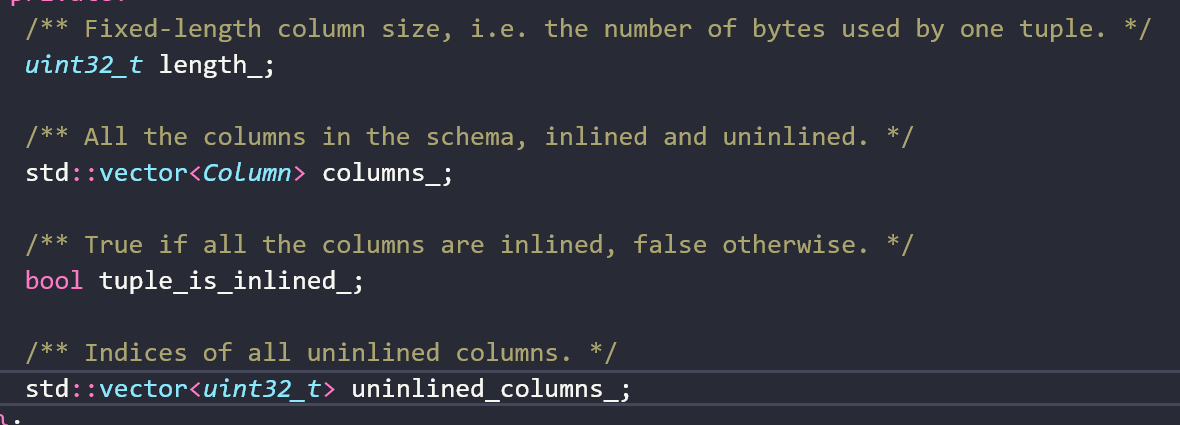 private:
/** Fixed-length column size, i.e. the number of bytes used by one tuple. */
uint32_t length_;
/** All the columns in the schema, inlined and uninlined. */
std::vector<Column> columns_;
/** True if all the columns are inlined, false otherwise. */
bool tuple_is_inlined_;
/** Indices of all uninlined columns. */
std::vector<uint32_t> uninlined_columns_;
};